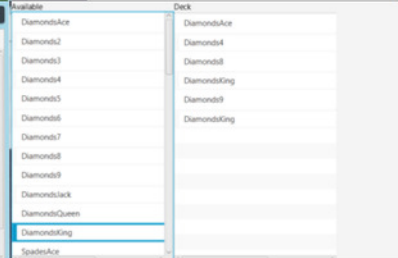 Available
DiamondsAce
Diamonds2
Diamonds3
Diamonds4
Diamonds5
Diamonds6
Diamonds7
Diamonds8
Diamonds9
DiamondsJack
DiamondsQueen
DiamondsKing
SpadesAce
Deck
DiamondsAce
Diamonds4
Diamonds8
DiamondsKing
Diamonds9
DiamondsKing